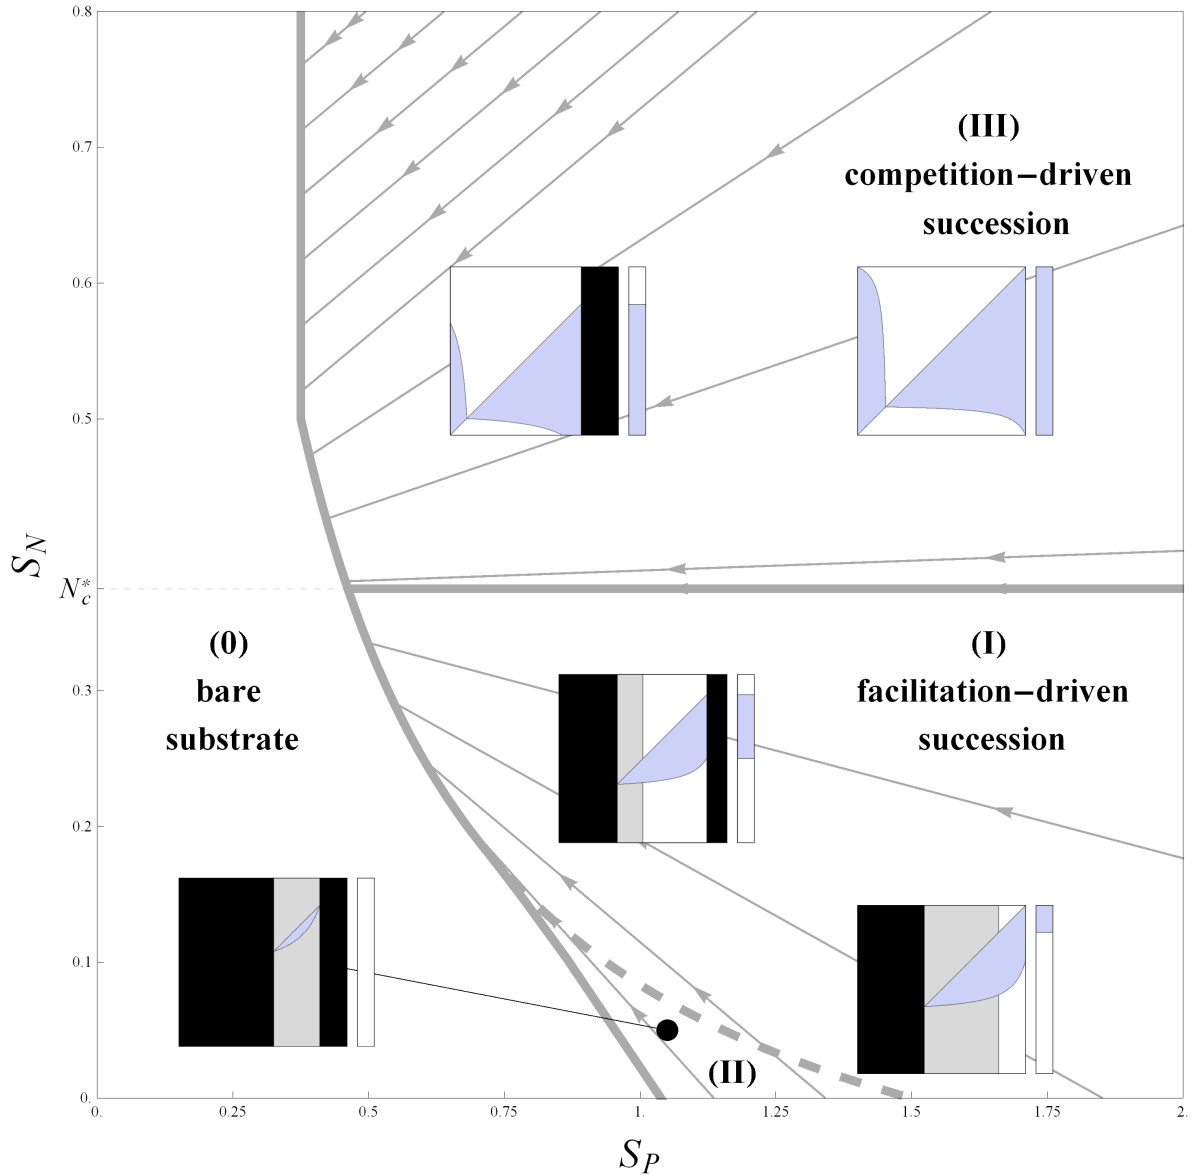 0.8
0.7
(III)
competition−driven
succession
0.6
0.5
S_N
N_c^*
(0)
bare
substrate
(I)
facilitation−driven
succession
0.3
0.2
0.1
(II)
0.
0. 0.25 0.5 0.75 1. 1.25 1.5 1.75 2.
S_P